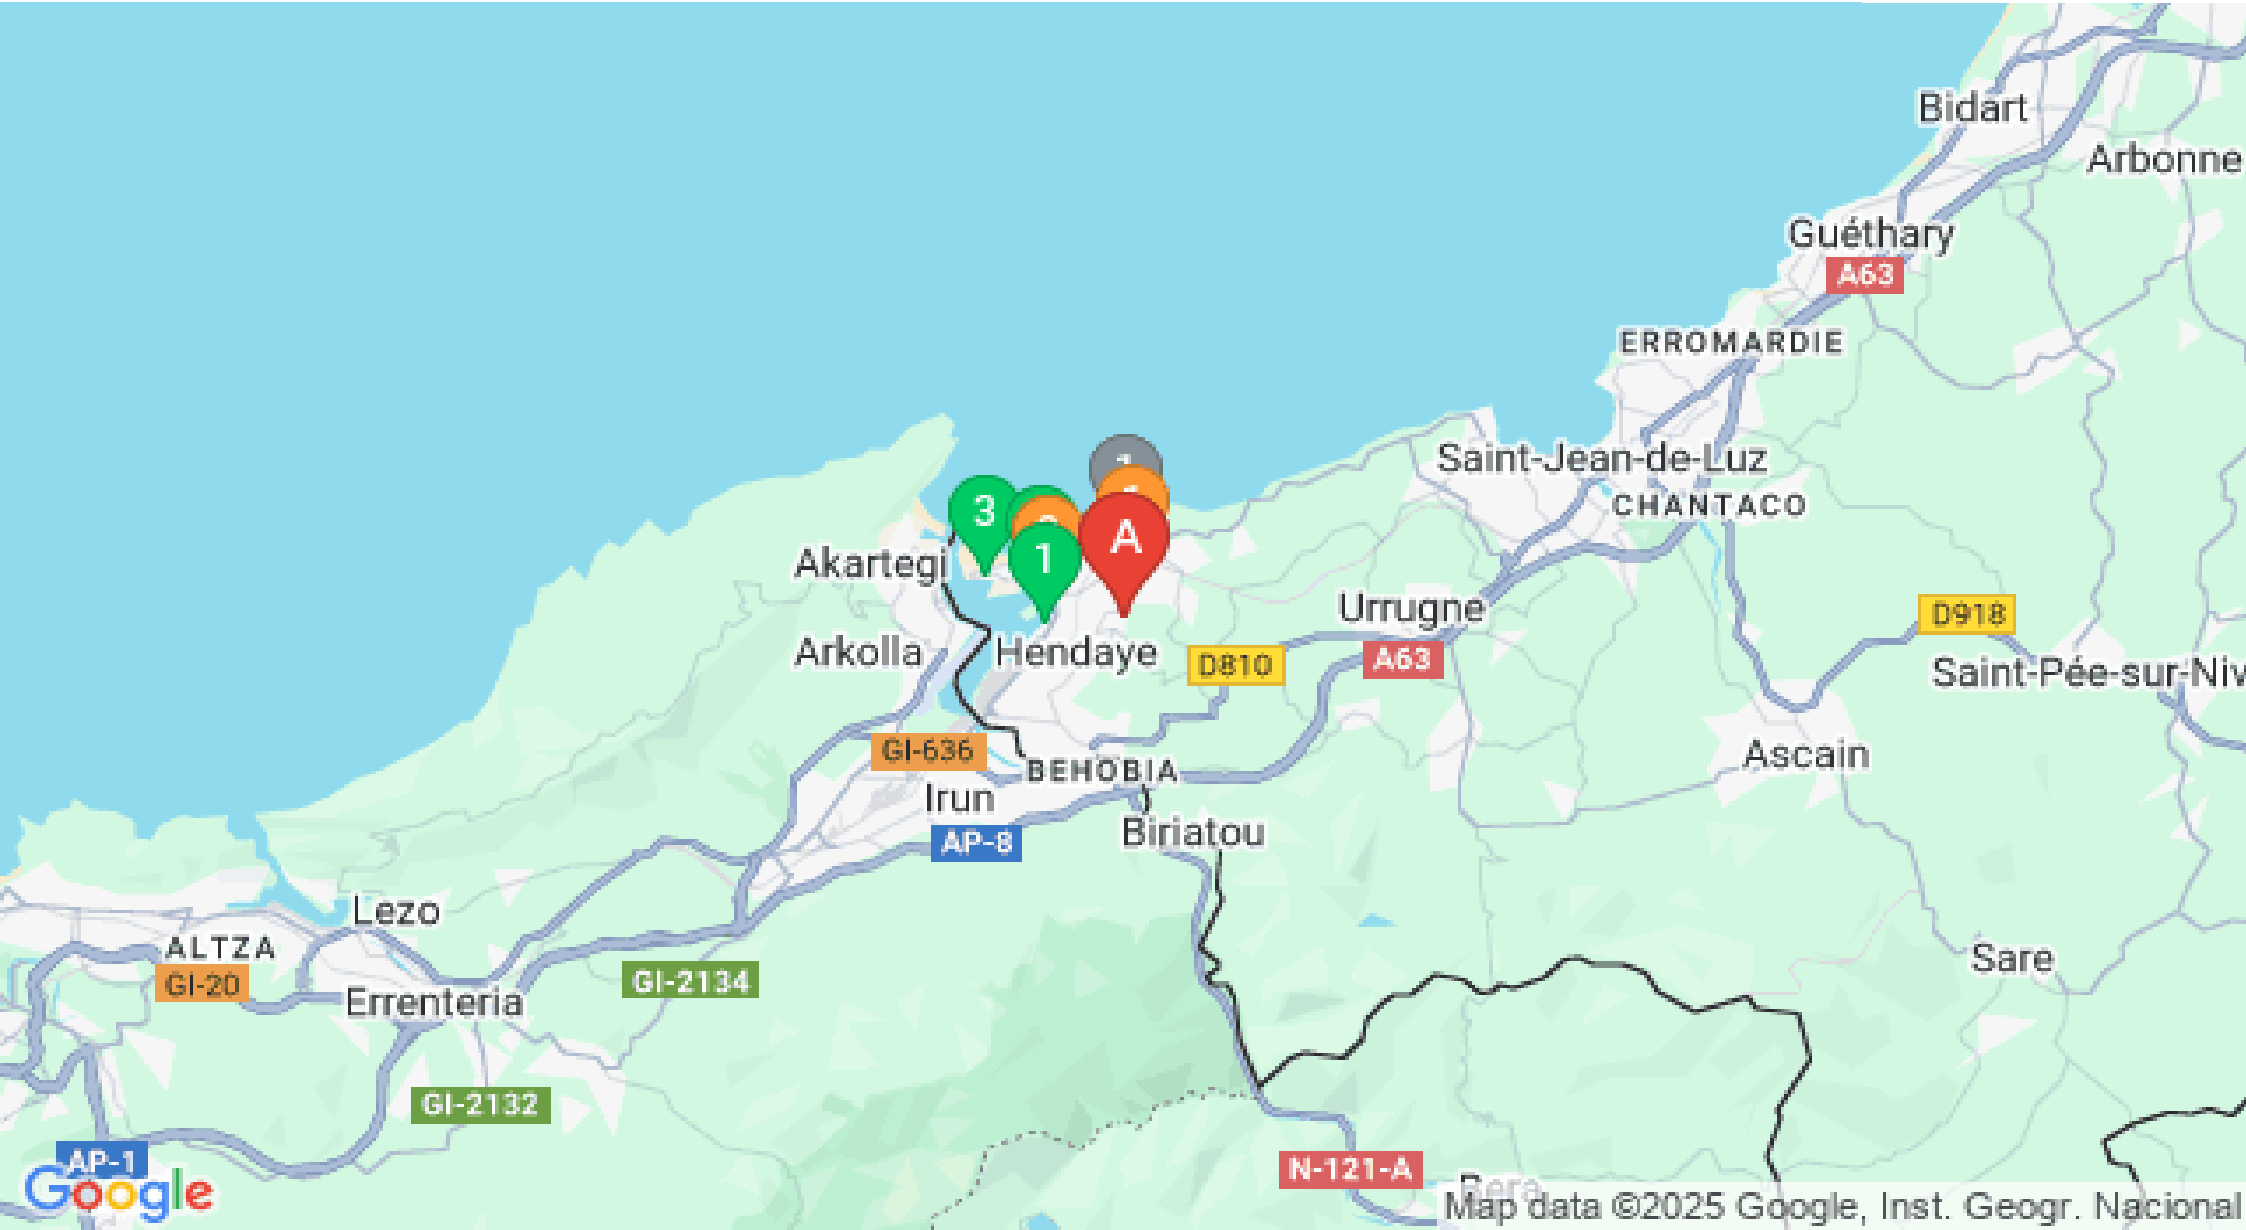 Bidart
Arbonne
Guéthary
A63
ERROMARDIE
Saint-Jean-de-Luz
CHANTACO
3
1
A
Akartegi
Urrugne
D918
Arkolla
Hendaye
D810
A63
Saint-Pée-sur-Niv
GI-636
BEHOBIA
Ascain
Irun
AP-8
Biriatou
Lezo
ALTZA
GI-20
GI-2134
Sare
Errenteria
GI-2132
AP-1
N-121-A
Google
Bera
Map data ©2025 Google, Inst. Geogr. Nacional